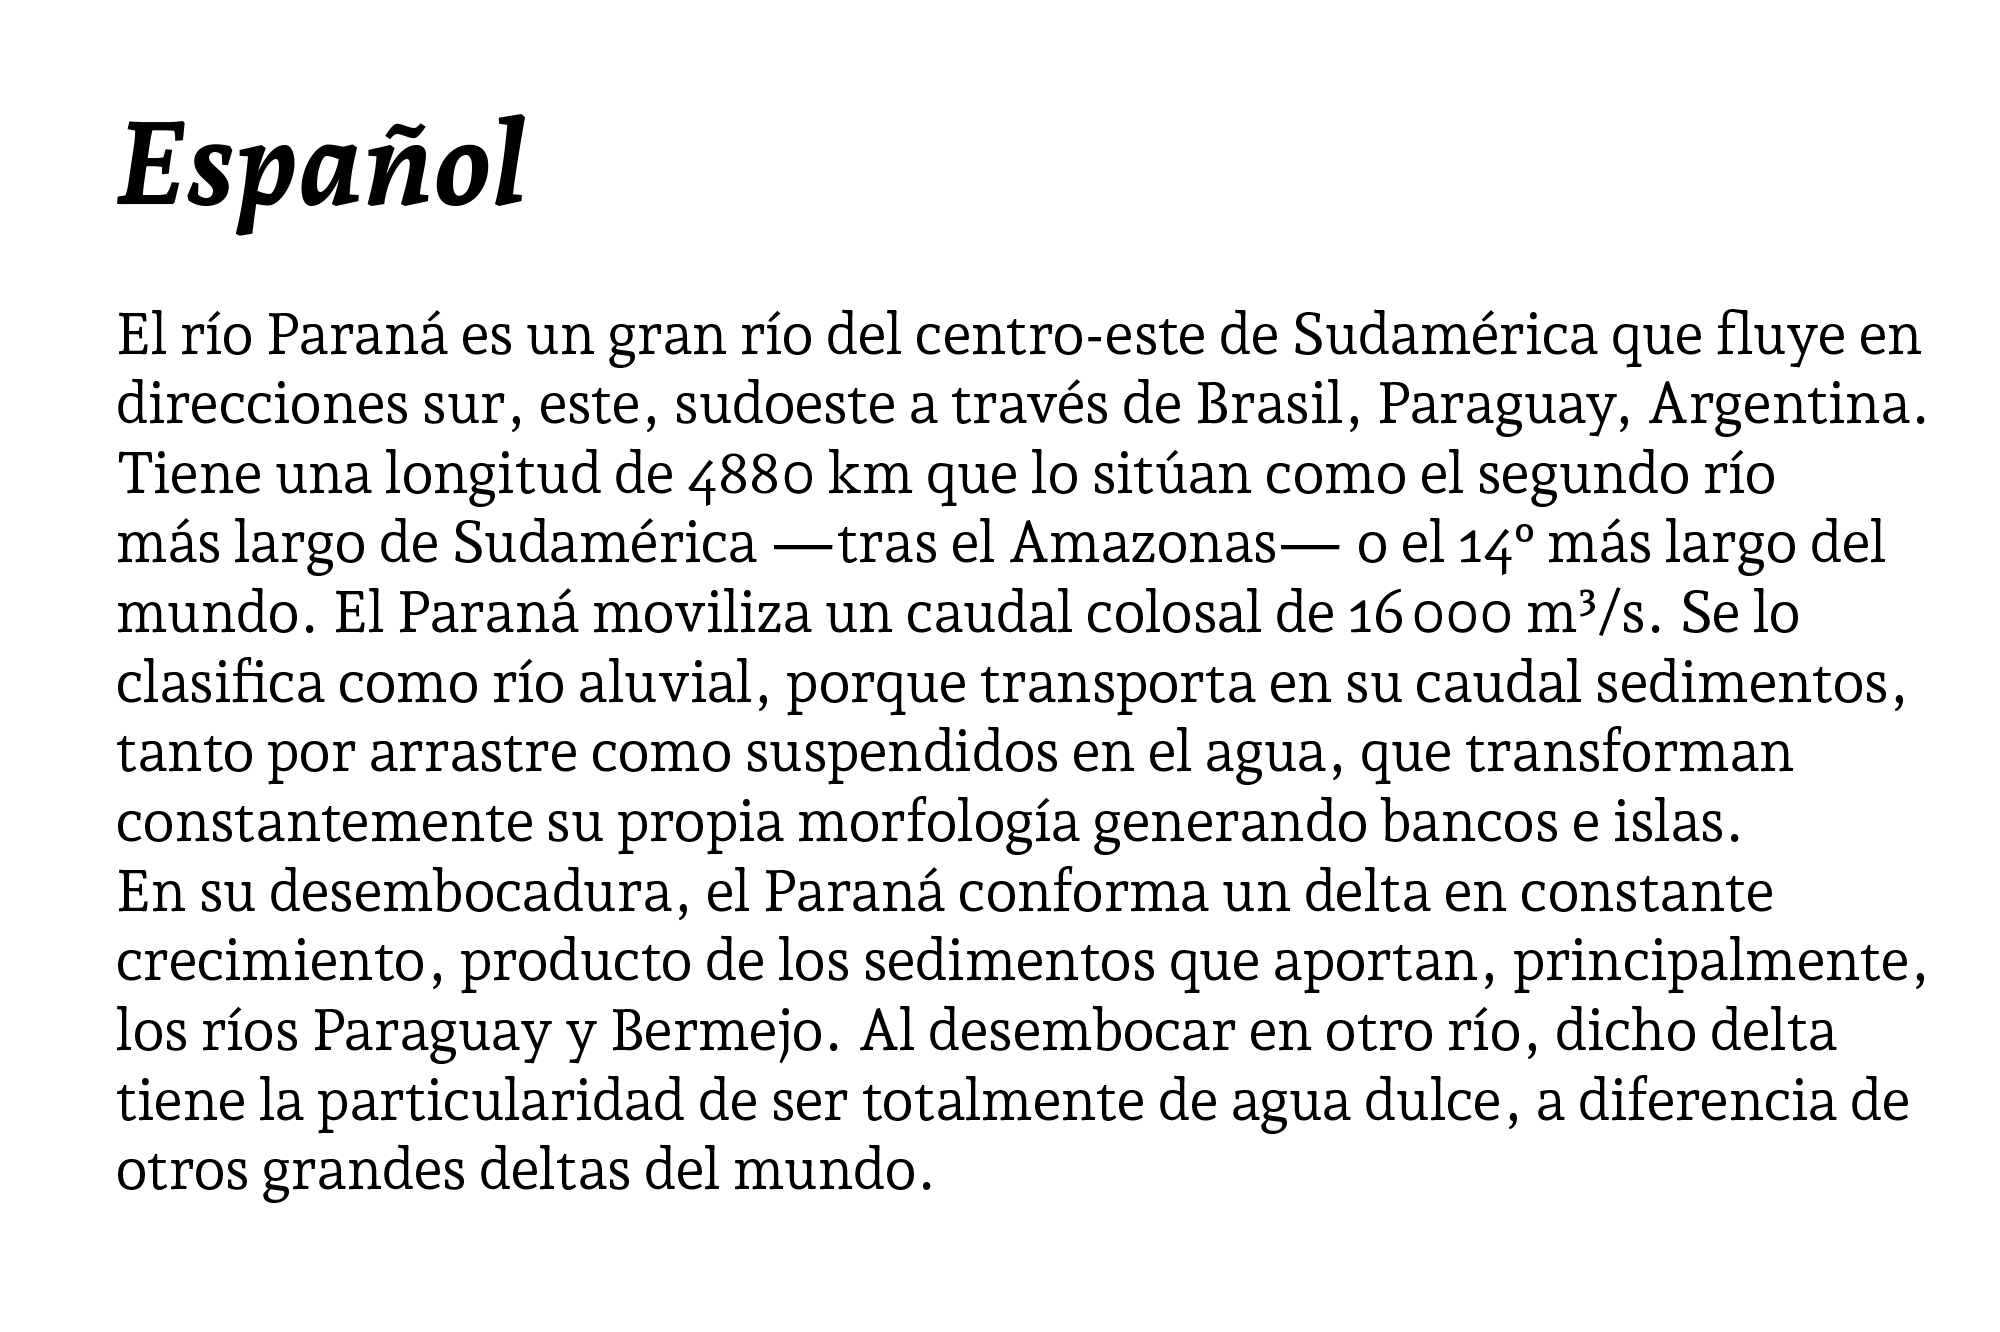 Español
El río Paraná es un gran río del centro-este de Sudamérica que fluye en
direcciones sur, este, sudoeste a través de Brasil, Paraguay, Argentina.
Tiene una longitud de 4880 km que lo sitúan como el segundo río
más largo de Sudamérica —tras el Amazonas— o el 14º más largo del
mundo. El Paraná moviliza un caudal colosal de 16 000 m³/s. Se lo
clasifica como río aluvial, porque transporta en su caudal sedimentos,
tanto por arrastre como suspendidos en el agua, que transforman
constantemente su propia morfología generando bancos e islas.
En su desembocadura, el Paraná conforma un delta en constante
crecimiento, producto de los sedimentos que aportan, principalmente,
los ríos Paraguay y Bermejo. Al desembocar en otro río, dicho delta
tiene la particularidad de ser totalmente de agua dulce, a diferencia de
otros grandes deltas del mundo.